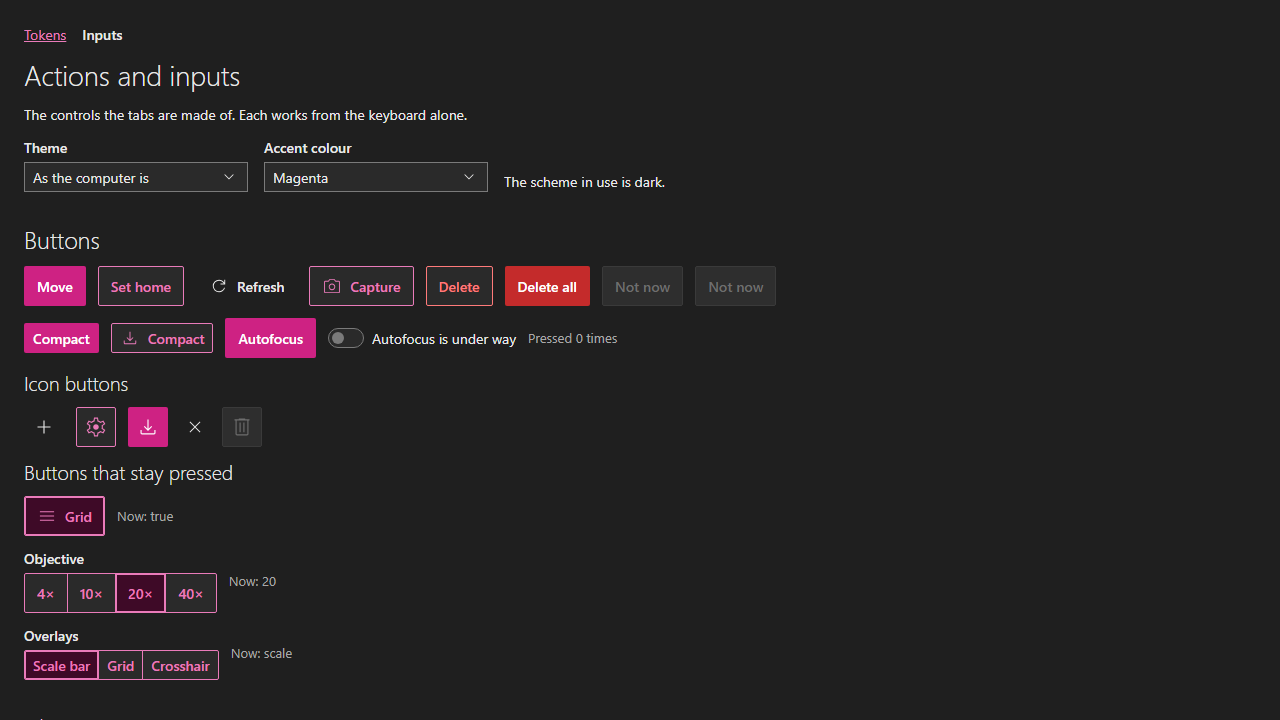 Tokens Inputs
Actions and inputs
The controls the tabs are made of. Each works from the keyboard alone.
Theme Accent colour
As the computer is Magenta The scheme in use is dark.
Buttons
Move Set home Refresh Capture Delete Delete all Not now Not now
Compact Compact Autofocus Autofocus is under way Pressed 0 times
Icon buttons
Buttons that stay pressed
Grid Now: true
Objective
4× 10× 20× 40× Now: 20
Overlays
Scale bar Grid Crosshair Now: scale